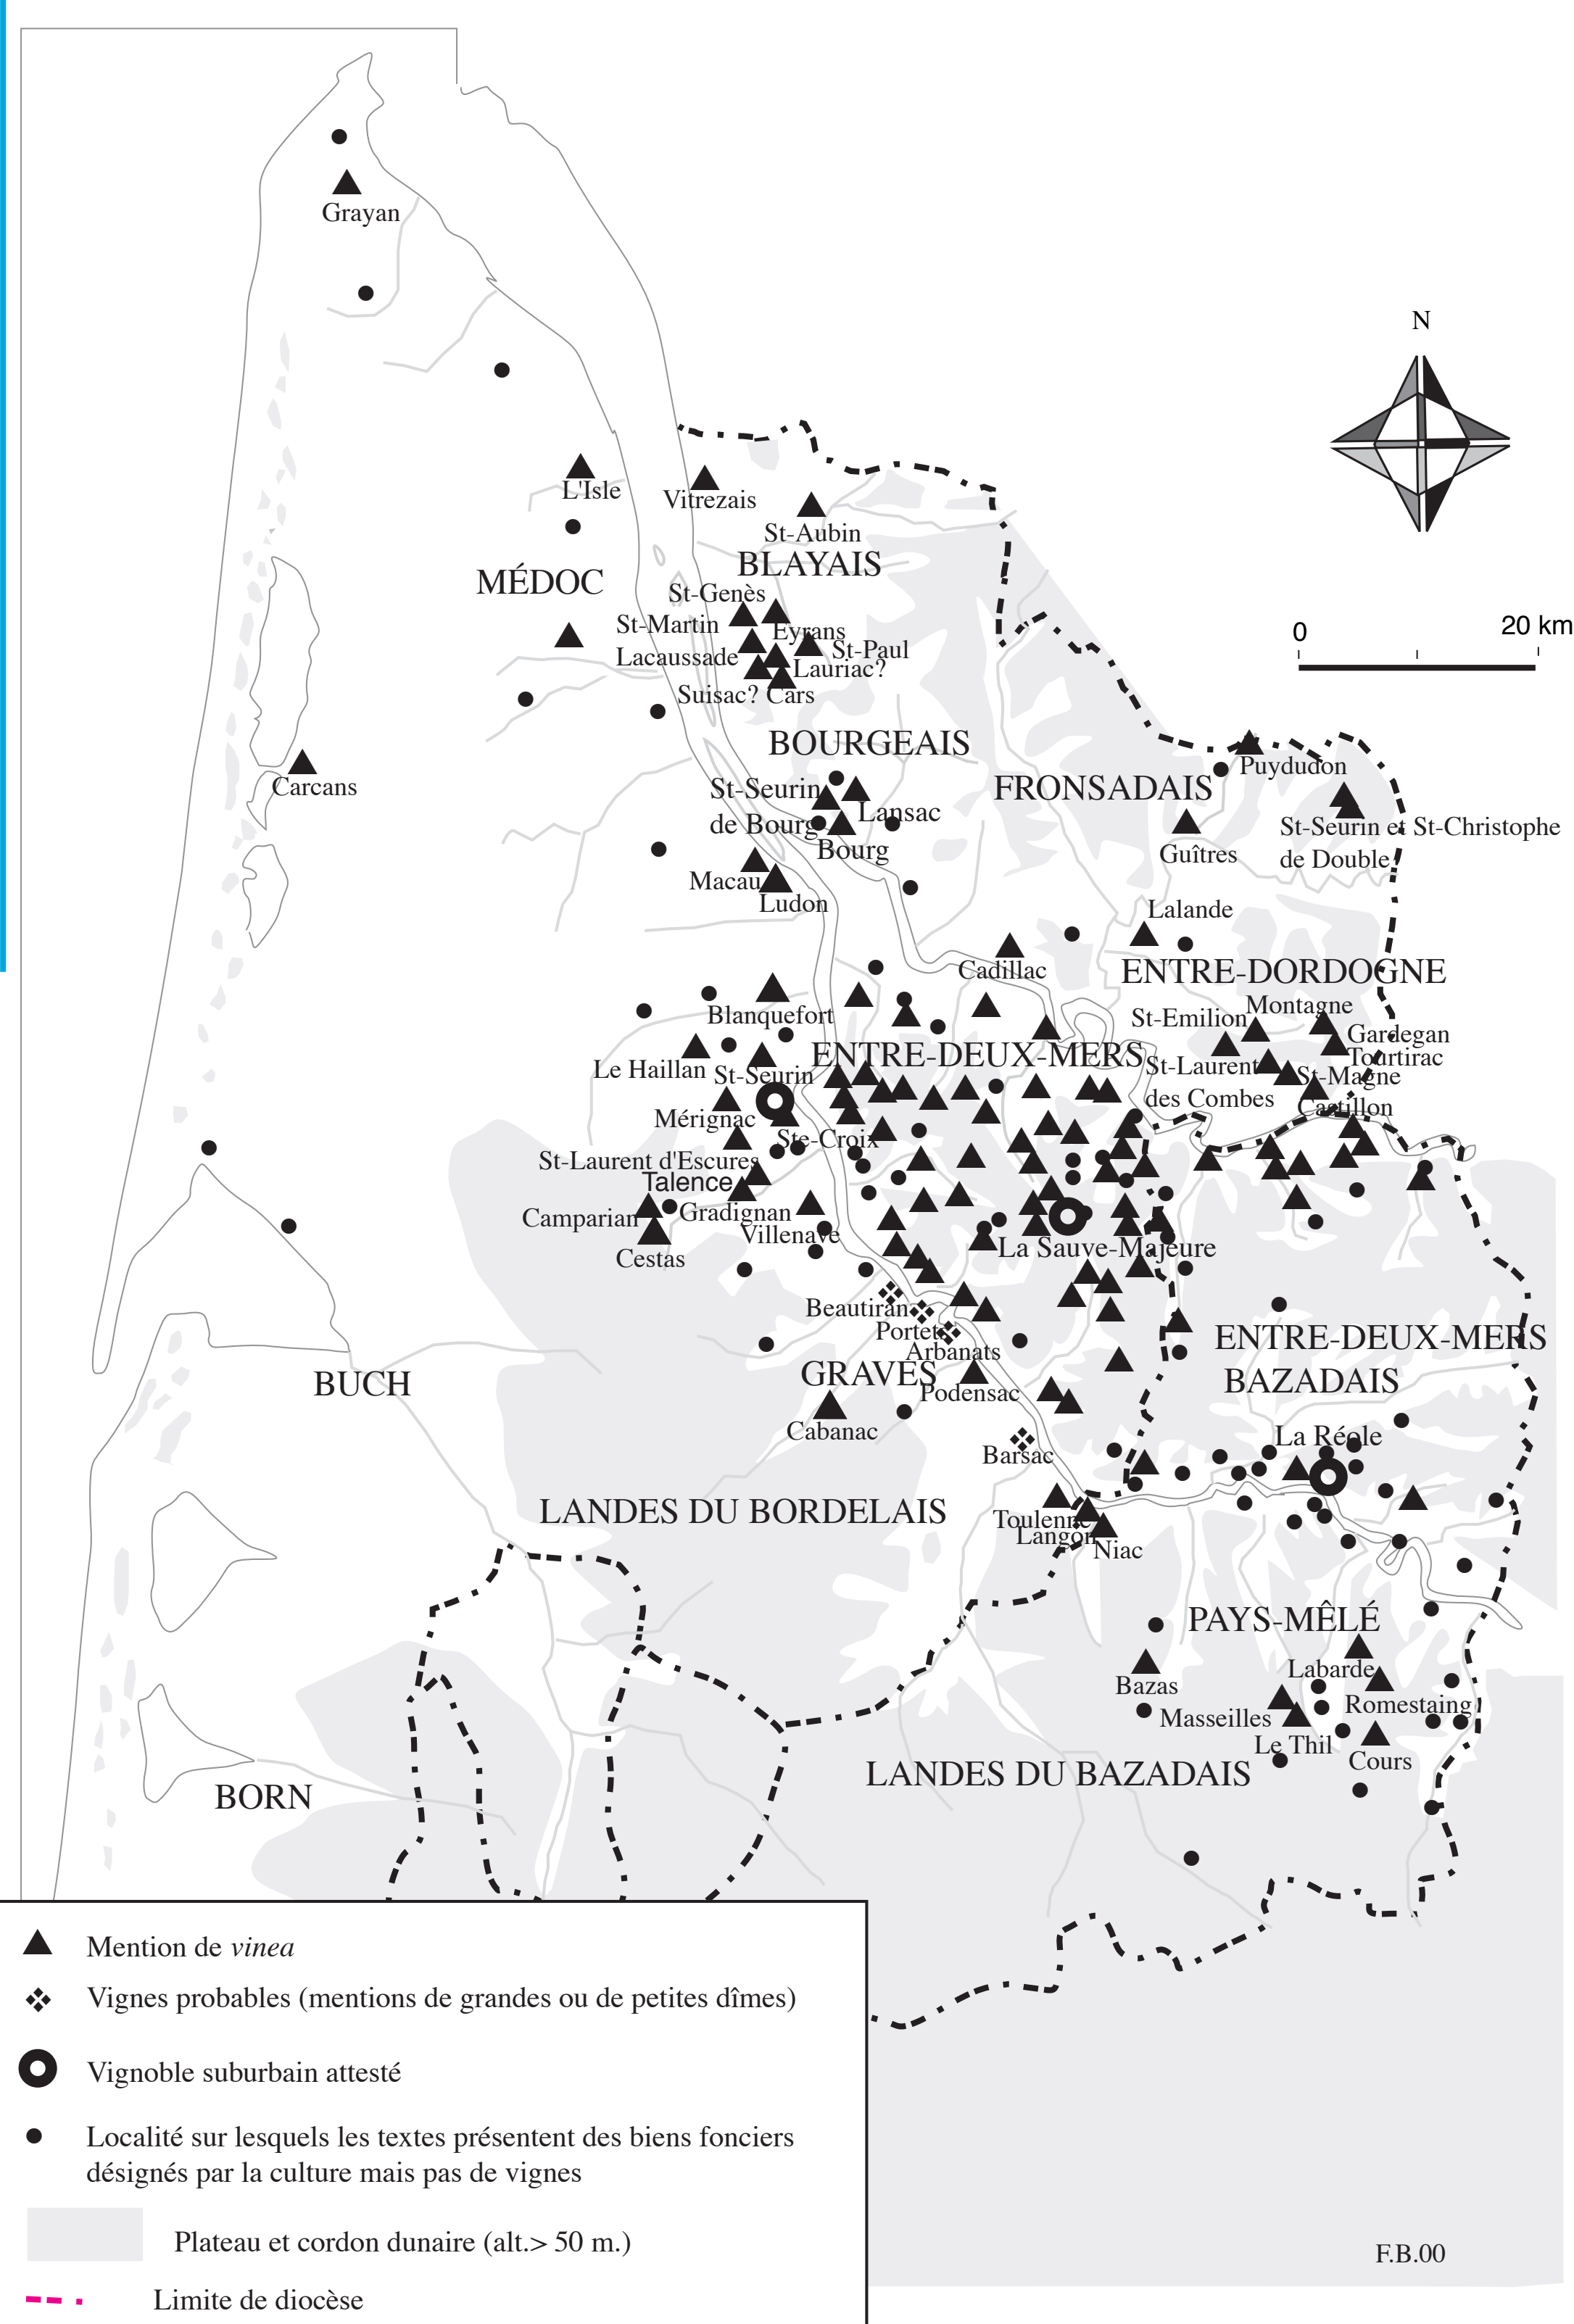 Grayan
N
L'Isle
Vitrezais
St-Aubin
BLAYAIS
MÉDOC
St-Genès
St-Martin
Eyrans
0
20 km
Lacaussade
St-Paul
Lauriac?
Suisac?
Cars
BOURGEAIS
Puydudon
Carcans
St-Seurin
de Bourg
FRONSADAIS
Lansac
Bourg
St-Seurin et St-Christophe
de Double
Guîtres
Macau
Ludon
Lalande
Cadillac
ENTRE-DORDOGNE
Blanquefort
Montagne
St-Emilion
Gardegan
Tourtirac
ENTRE-DEUX-MERS
Le Haillan
St-Seurin
St-Laurent
des Combes
St-Magne
Castillon
Mérignac
Ste-Croix
St-Laurent d'Escures
Talence
Camparian
Gradignan
Villenave
Cestas
La Sauve-Majeure
Beautiran
Portets
Arbanats
ENTRE-DEUX-MERS
BAZADAIS
BUCH
GRAVES
Podensac
Cabanac
La Réole
Barsac
LANDES DU BORDELAIS
Toulenne
Langon
Niac
PAYS-MÊLÉ
Labarde
Bazas
Romestaing
Masseilles
Le Thil
Cours
LANDES DU BAZADAIS
BORN
Mention de vinea
Vignes probables (mentions de grandes ou de petites dîmes)
Vignoble suburbain attesté
Localité sur lesquels les textes présentent des biens fonciers
désignés par la culture mais pas de vignes
Plateau et cordon dunaire (alt.> 50 m.)
F.B.00
Limite de diocèse